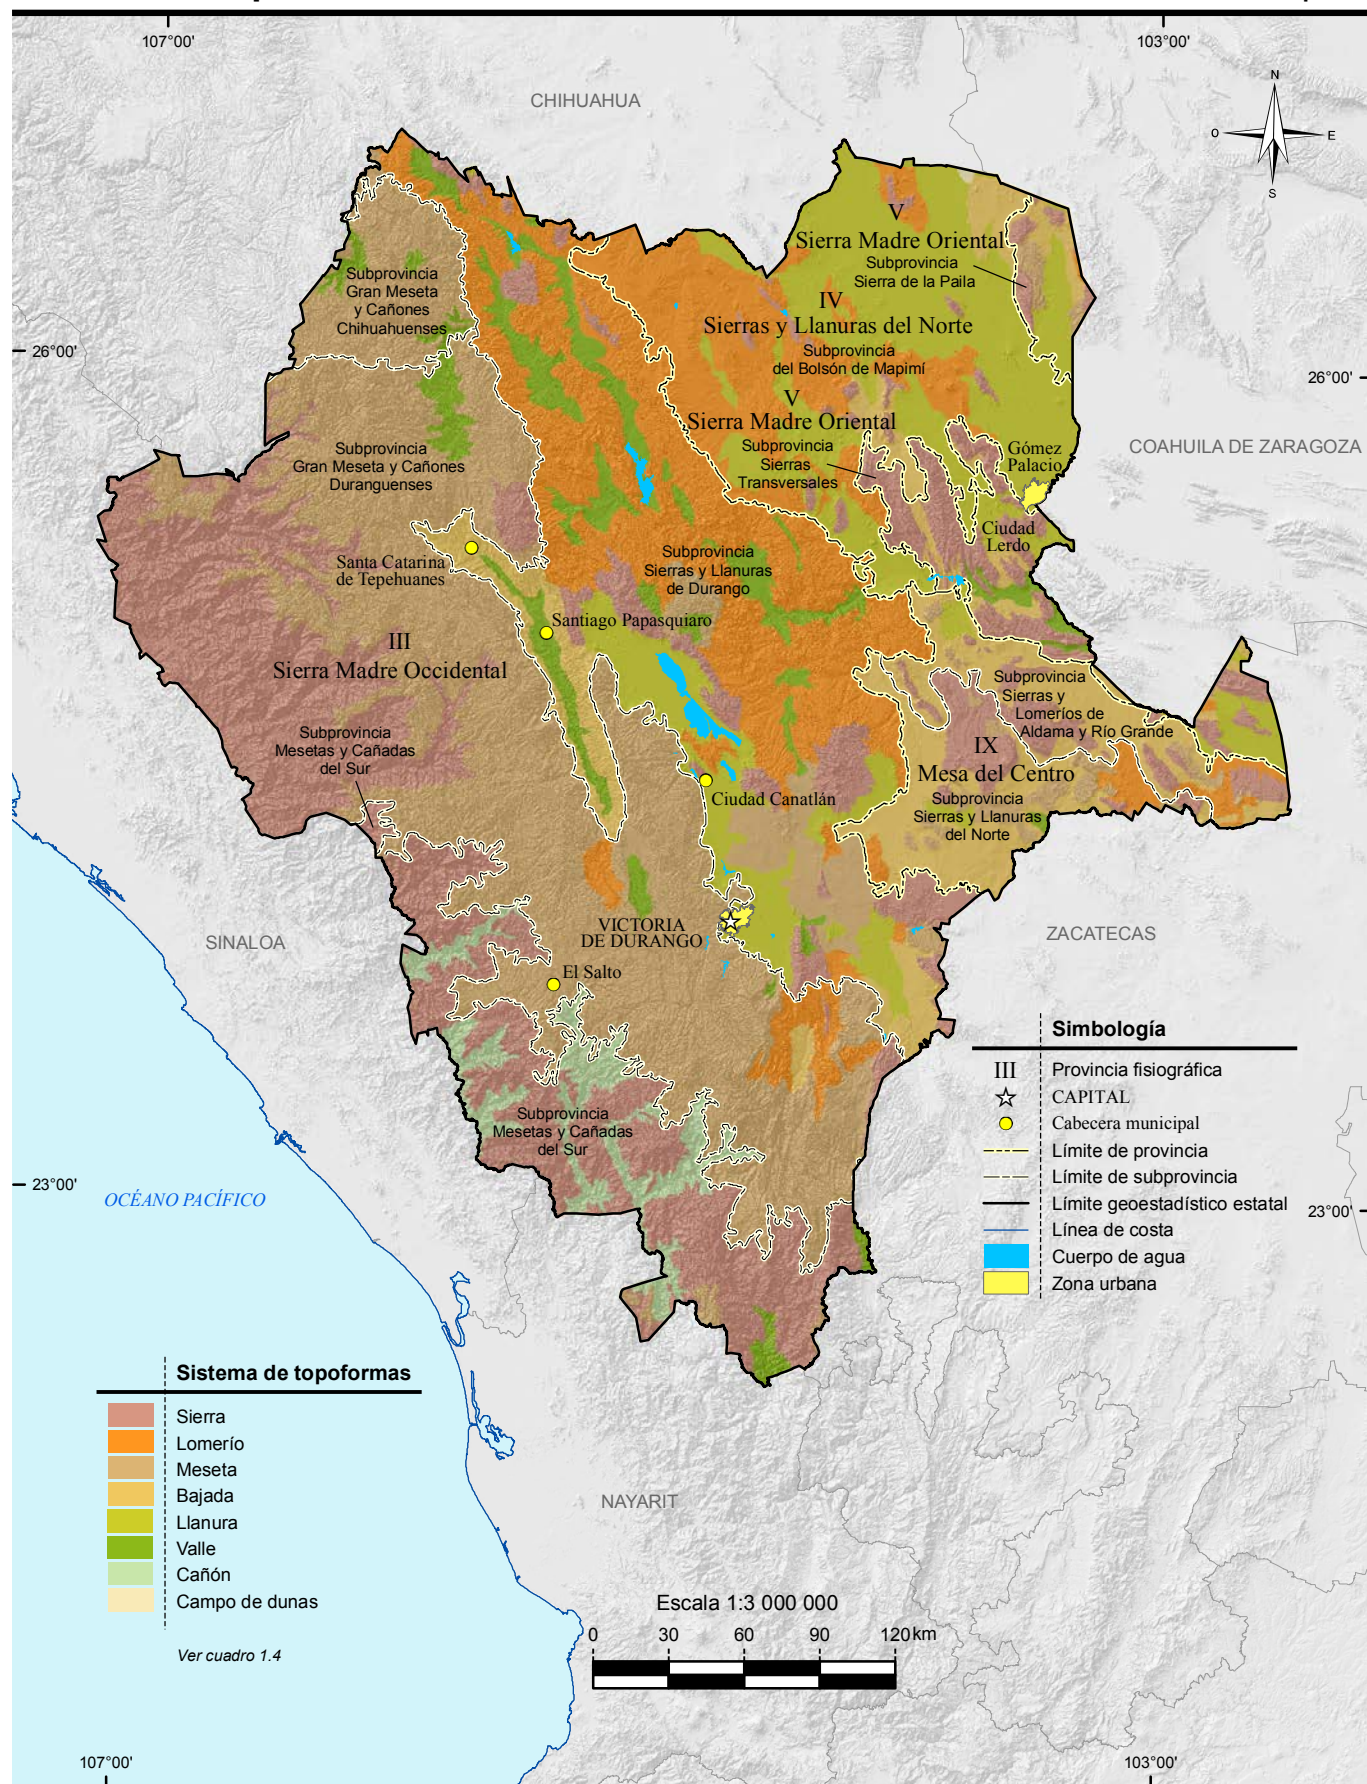 107°00'
103°00'
CHIHUAHUA
N
O
E
S
V
Sierra Madre Oriental
Subprovincia
Sierra de la Paila
Subprovincia
Gran Meseta
y Cañones
Chihuahuenses
IV
Sierras y Llanuras del Norte
Subprovincia
del Bolsón de Mapimí
26°00'
26°00'
V
Sierra Madre Oriental
Subprovincia
Sierras
Transversales
Gómez
Palacio
COAHUILA DE ZARAGOZA
Subprovincia
Gran Meseta y Cañones
Duranguenses
Ciudad
Lerdo
Santa Catarina
de Tepehuanes
Subprovincia
Sierras y Llanuras
de Durango
Santiago Papasquiaro
III
Sierra Madre Occidental
Subprovincia
Sierras y
Lomeríos de
Aldama y Río Grande
Subprovincia
Mesetas y Cañadas
del Sur
IX
Mesa del Centro
Subprovincia
Sierras y Llanuras
del Norte
Ciudad Canatlán
VICTORIA
DE DURANGO
SINALOA
ZACATECAS
El Salto
Subprovincia
Mesetas y Cañadas
del Sur
Simbología
III Provincia fisiográfica
CAPITAL
Cabecera municipal
Límite de provincia
Límite de subprovincia
Límite geoestadístico estatal
Línea de costa
Cuerpo de agua
Zona urbana
23°00'
23°00'
OCÉANO PACÍFICO
Sistema de topoformas
Sierra
Lomerío
Meseta
Bajada
Llanura
Valle
Cañón
Campo de dunas
Ver cuadro 1.4
NAYARIT
Escala 1:3 000 000
0 30 60 90 120 km
107°00'
103°00'